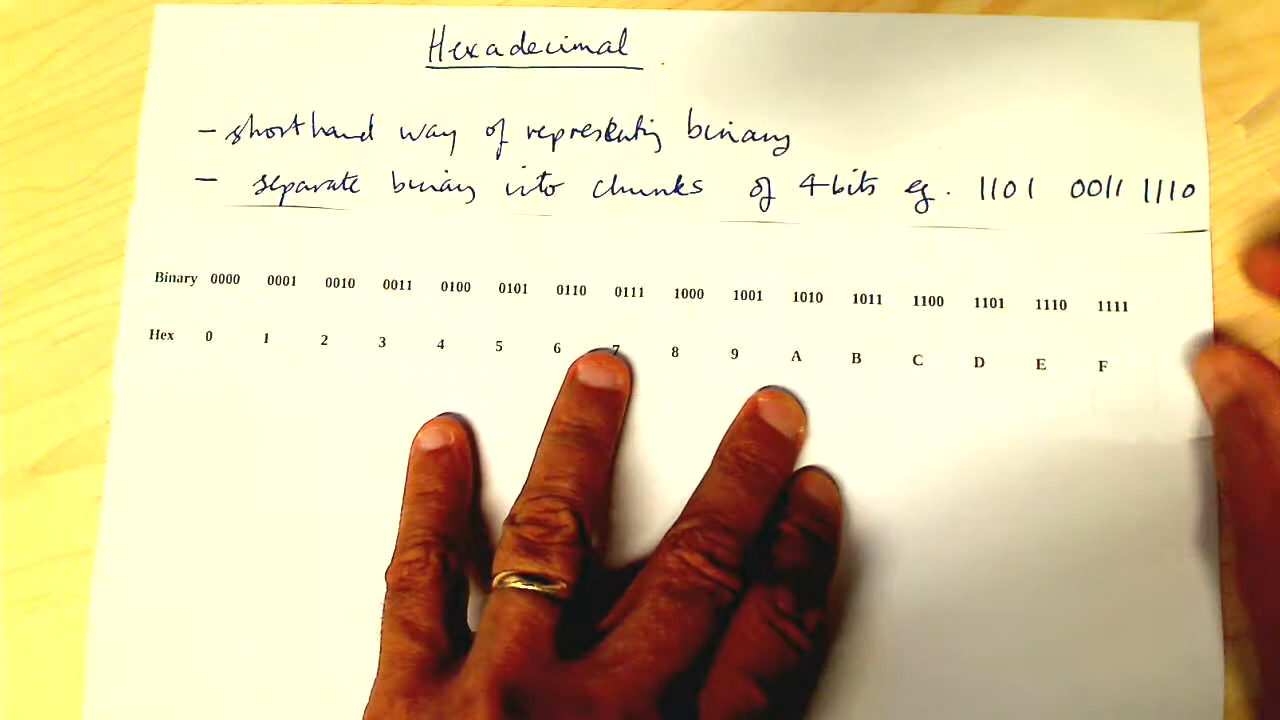 Hexadecimal
- shorthand way of representing binary
- separate binary into chunks of 4 bits eg. 1101 0011 1110
Binary 0000 0001 0010 0011 0100 0101 0110 0111 1000 1001 1010 1011 1100 1101 1110 1111
Hex 0 1 2 3 4 5 6 7 8 9 A B C D E F